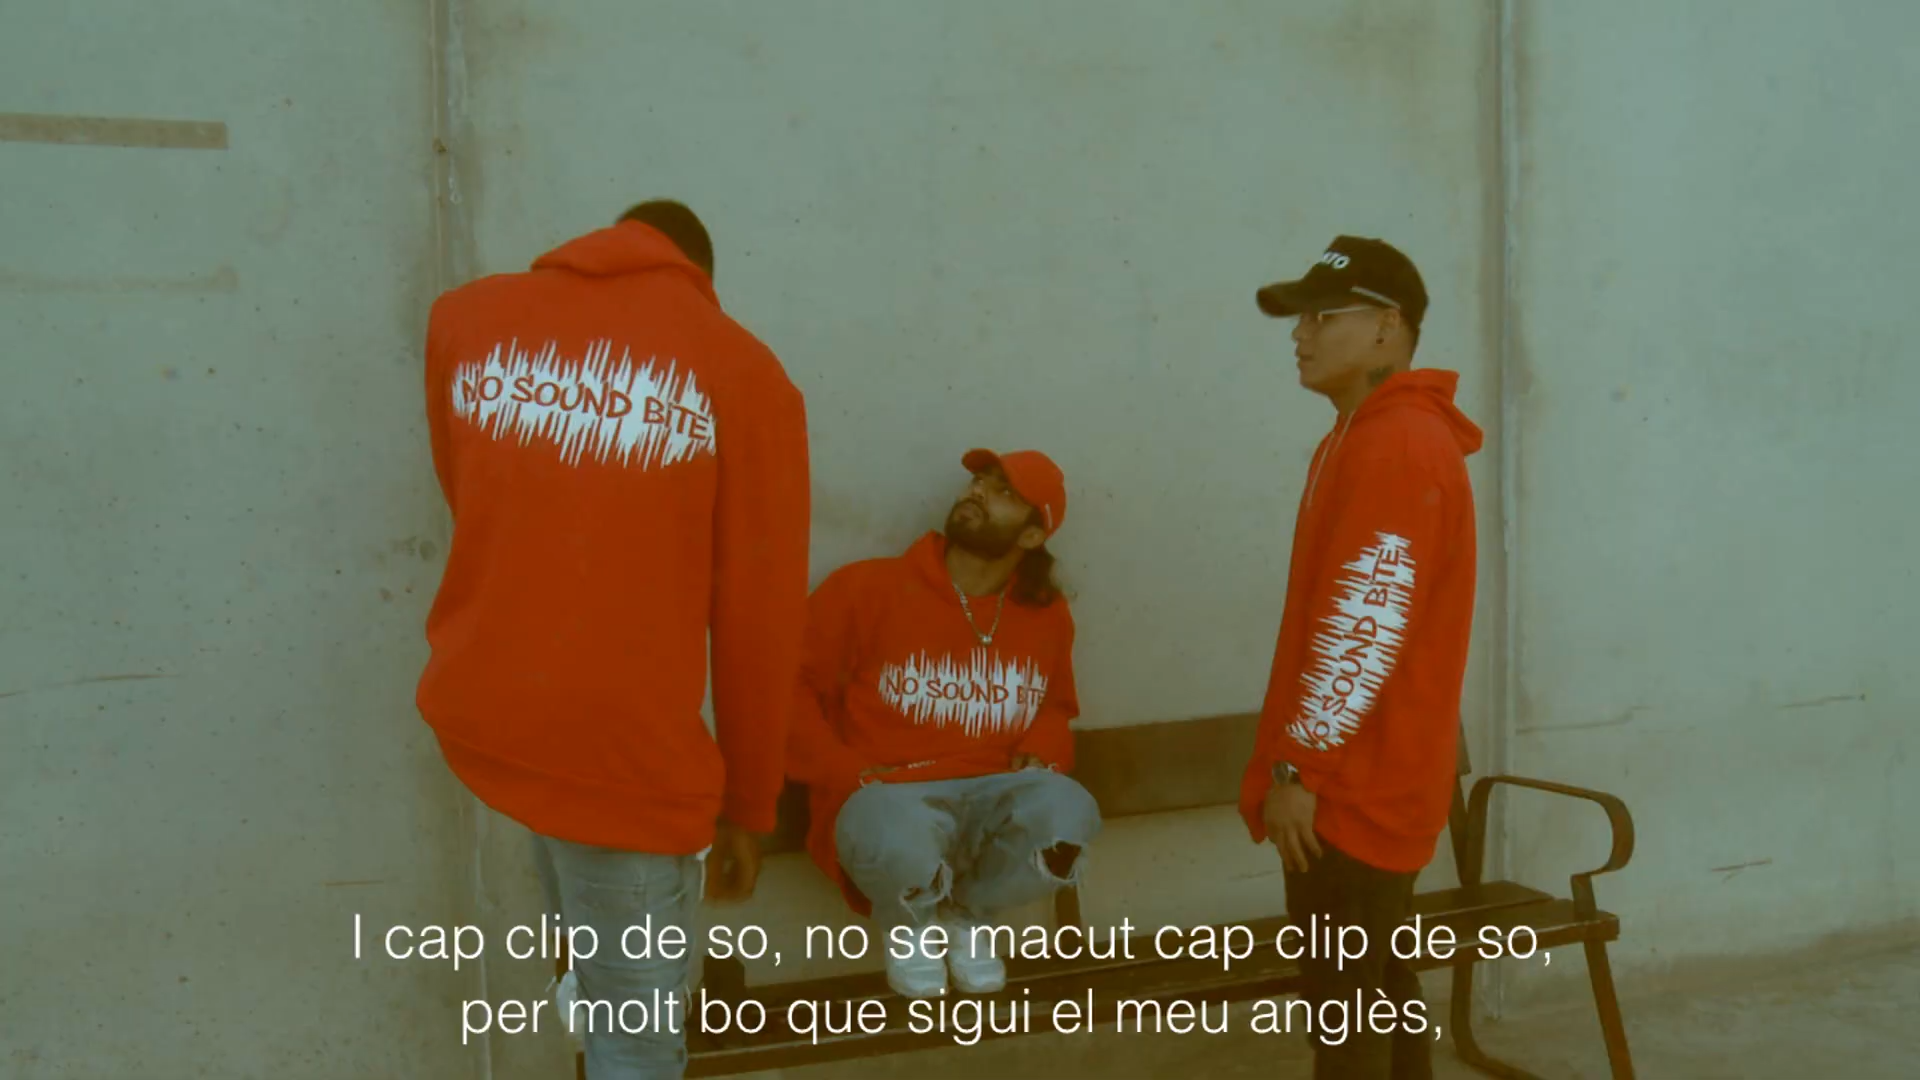 NO SOUND BITE
NO SOUND BITE
NO SOUND BITE
I cap clip de so, no se macut cap clip de so,
per molt bo que sigui el meu anglès,